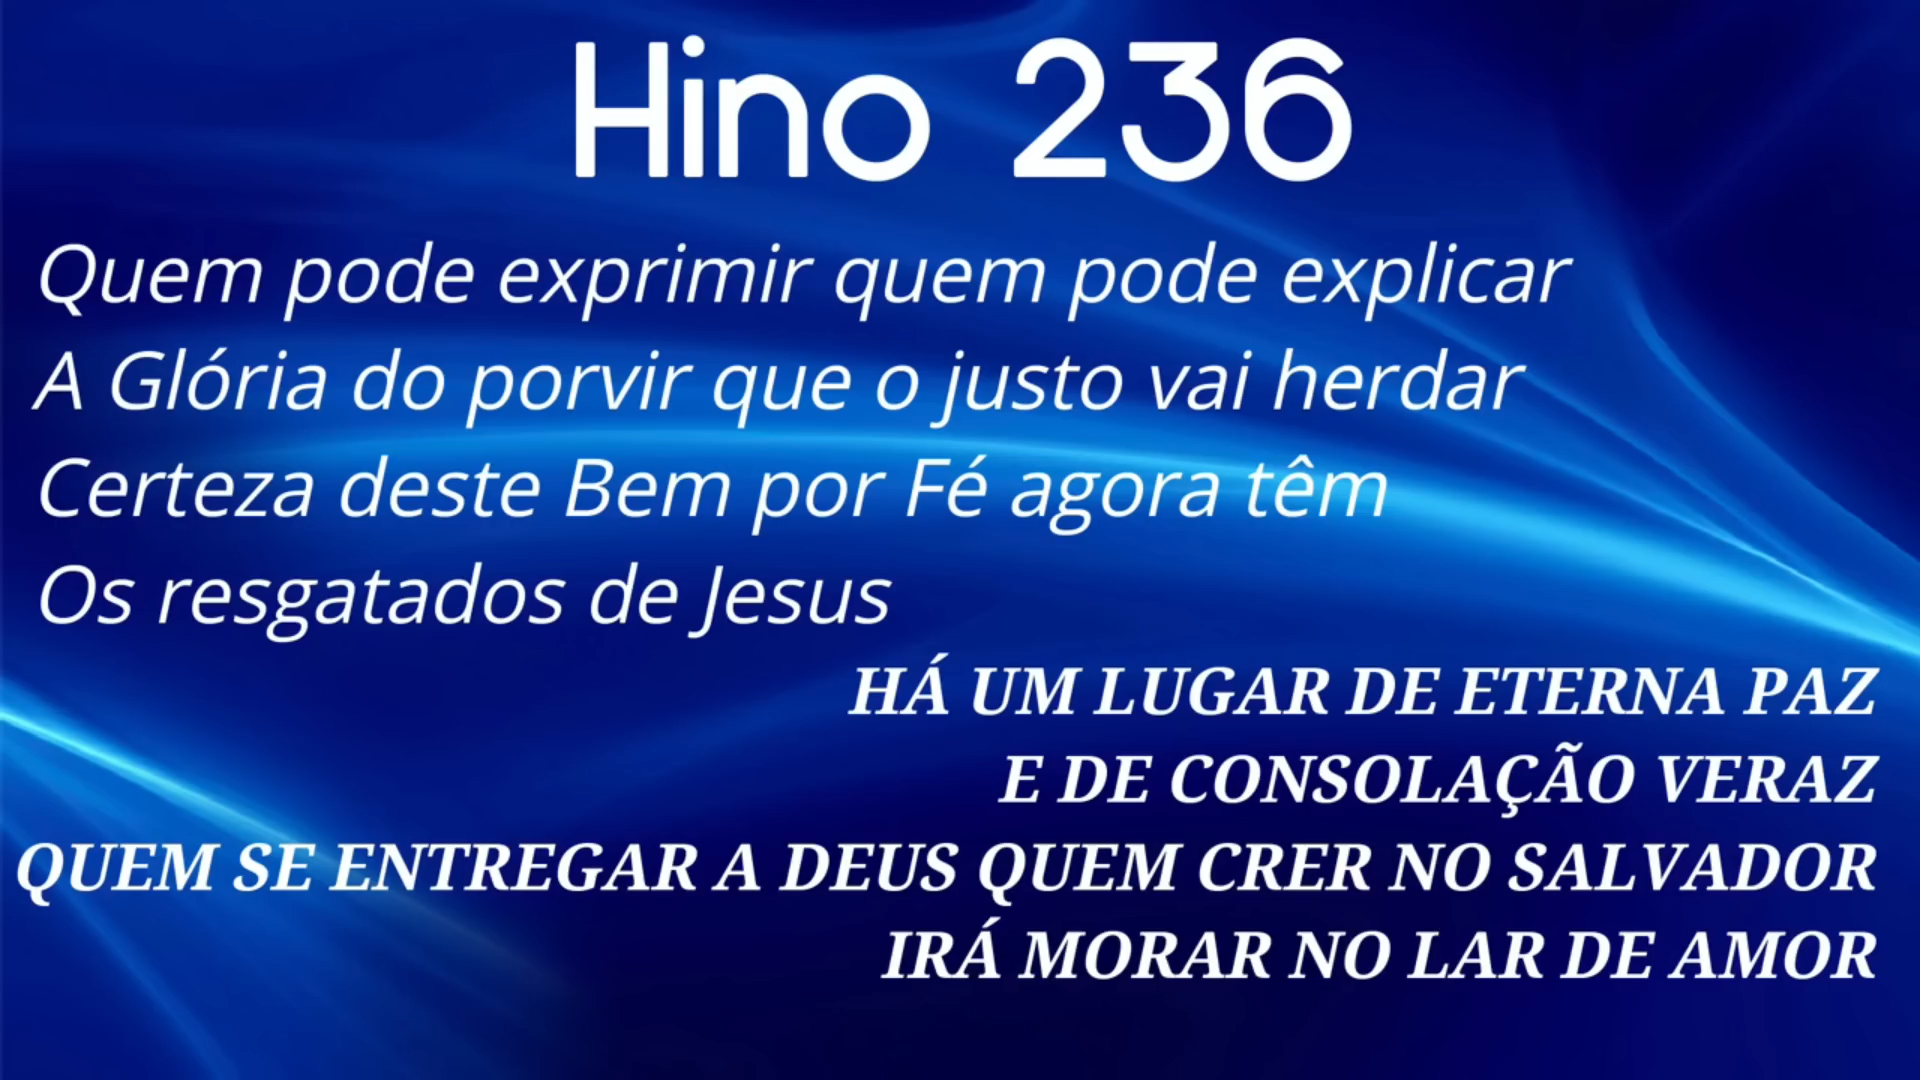 Hino 236
Quem pode exprimir quem pode explicar
A Glória do porvir que o justo vai herdar
Certeza deste Bem por Fé agora têm
Os resgatados de Jesus
HÁ UM LUGAR DE ETERNA PAZ
E DE CONSOLAÇÃO VERAZ
QUEM SE ENTREGAR A DEUS QUEM CRER NO SALVADOR
IRÁ MORAR NO LAR DE AMOR